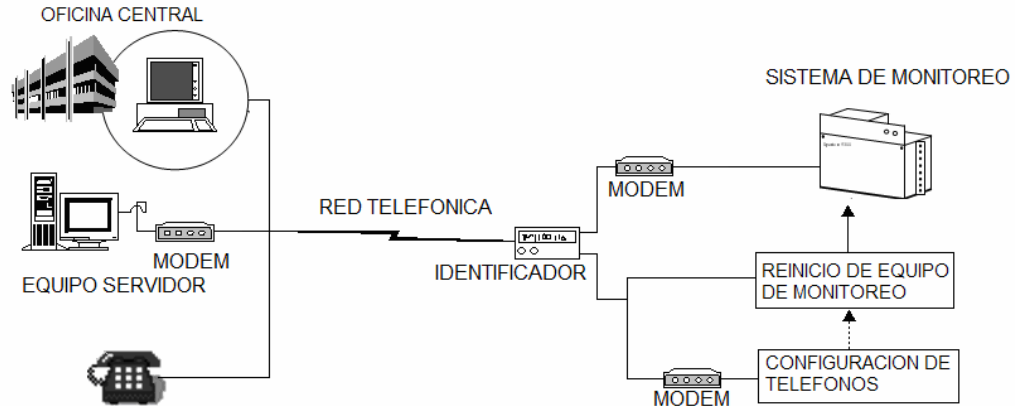 OFICINA CENTRAL
SISTEMA DE MONITOREO
MODEM
RED TELEFONICA
MODEM
IDENTIFICADOR
EQUIPO SERVIDOR
REINICIO DE EQUIPO
DE MONITOREO
CONFIGURACION DE
TELEFONOS
MODEM